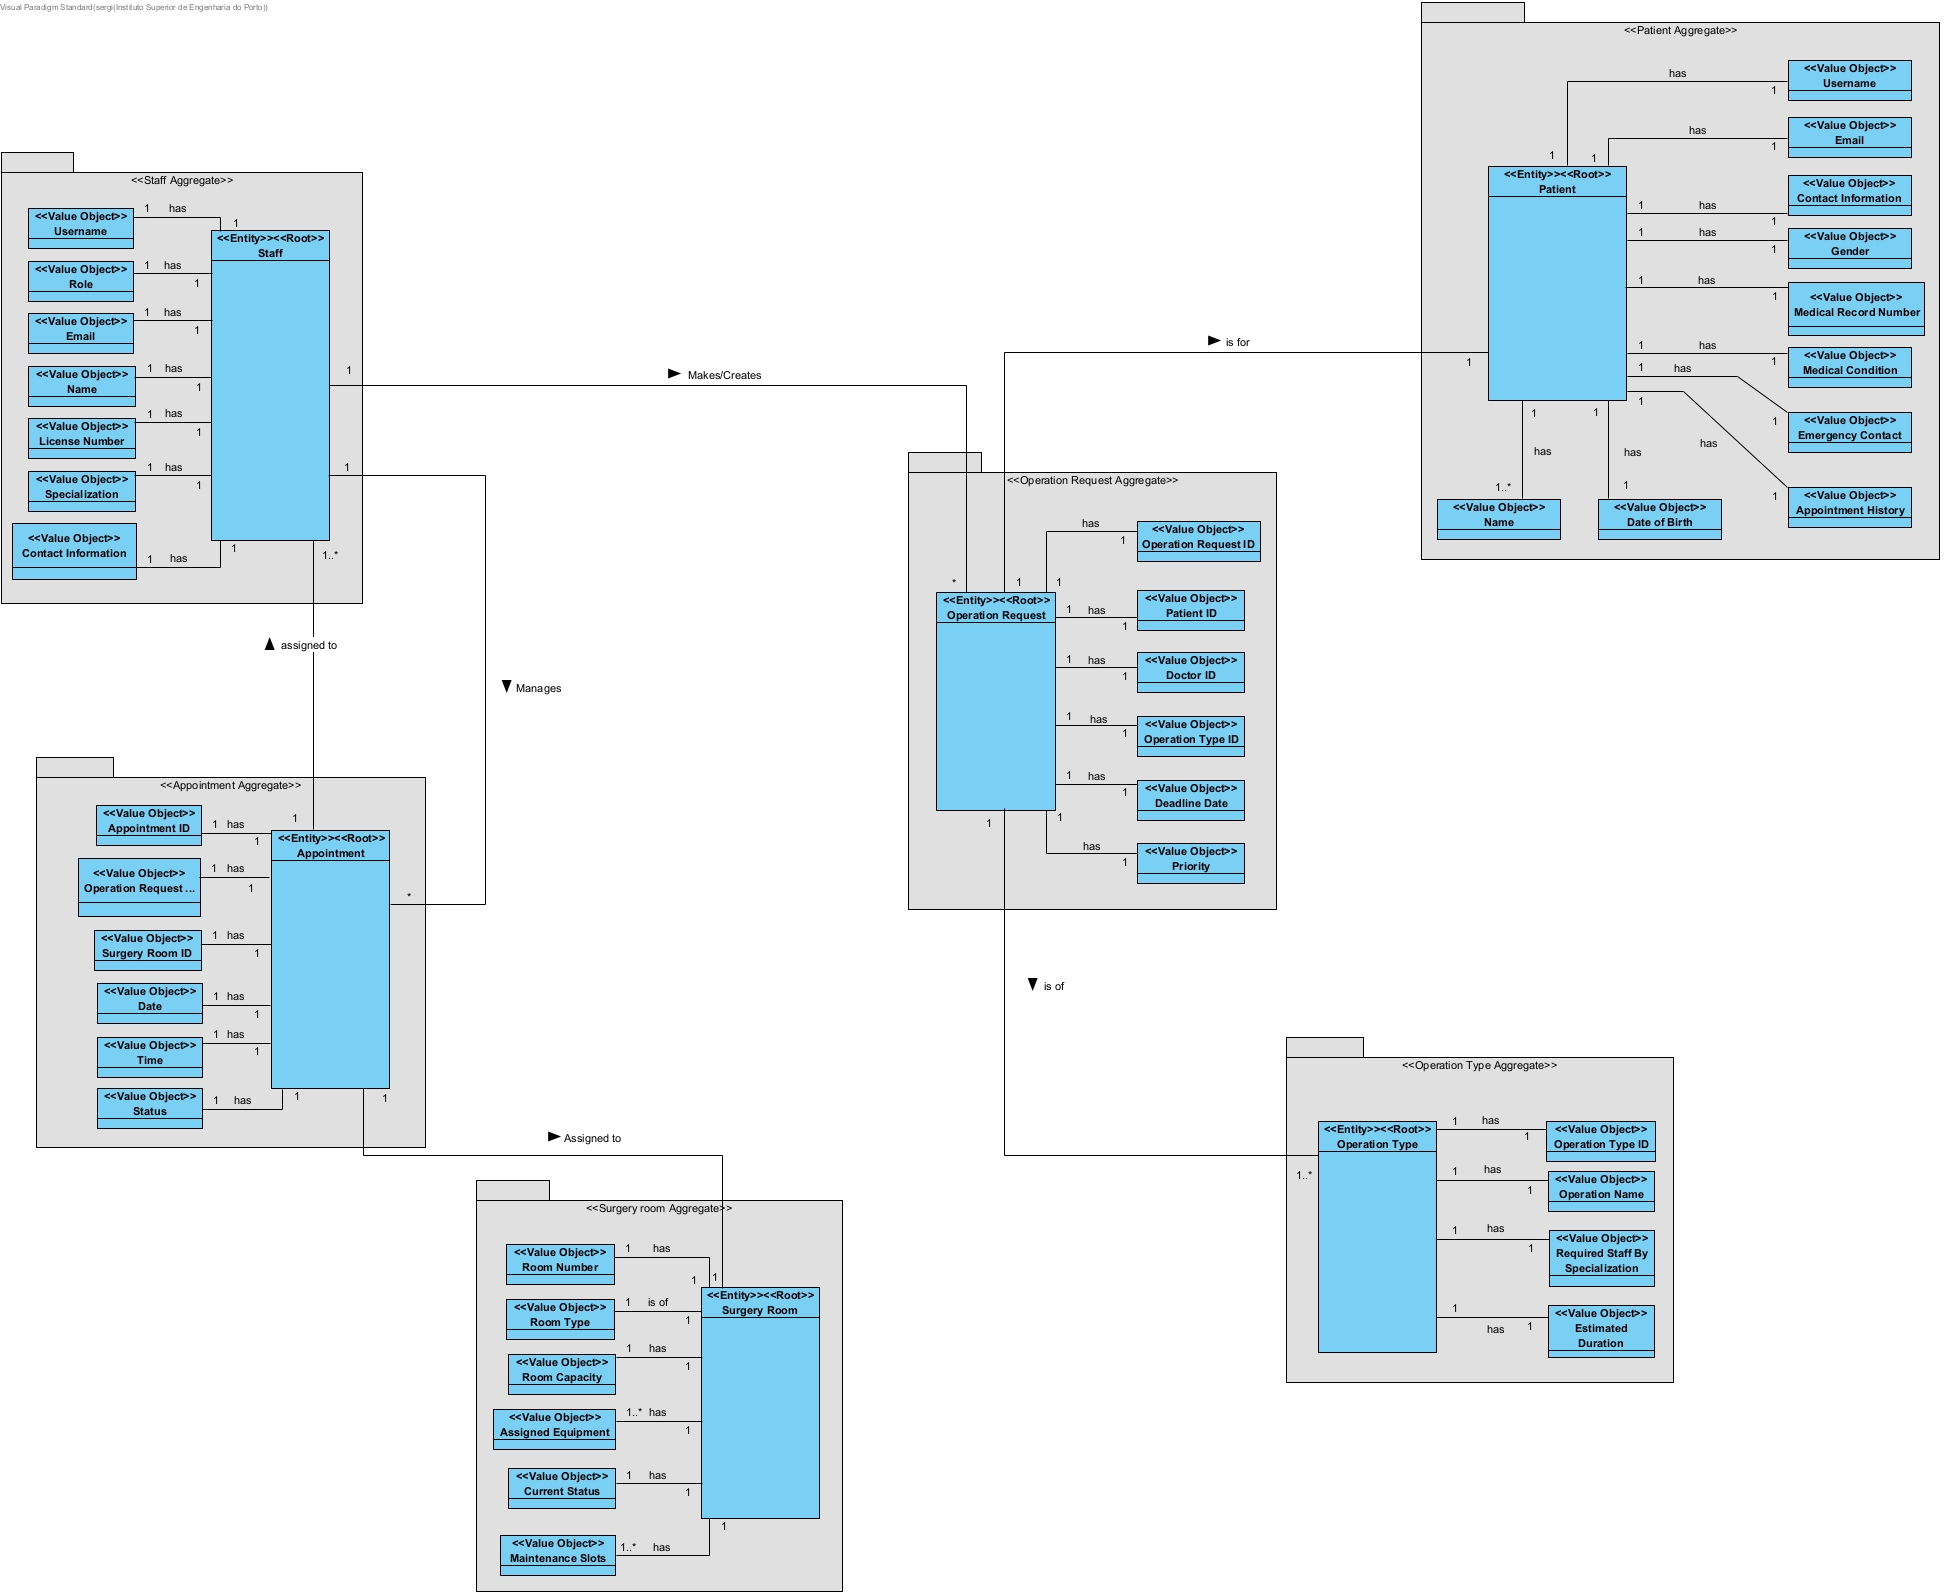 Visual Paradigm Standard(sergi(Instituto Superior de Engenharia do Porto))
<<Patient Aggregate>>
<<Value Object>>
Username
has
1
1
<<Value Object>>
Email
has
1
1
<<Entity>><<Root>>
Patient
<<Value Object>>
Contact Information
1
has
1
<<Value Object>>
Gender
1
has
1
<<Value Object>>
Medical Record Number
1
has
1
<<Value Object>>
Medical Condition
1
has
1
<<Value Object>>
Emergency Contact
1
has
1
<<Value Object>>
Appointment History
1
has
1
1
has
1..*
<<Value Object>>
Name
1
has
1
<<Value Object>>
Date of Birth
<<Staff Aggregate>>
<<Value Object>>
Username
1
has
1
<<Entity>><<Root>>
Staff
<<Value Object>>
Role
1
has
1
<<Value Object>>
Email
1
has
1
<<Value Object>>
Name
1
has
1
<<Value Object>>
License Number
1
has
1
<<Value Object>>
Specialization
1
has
1
<<Value Object>>
Contact Information
1
has
1
1
Makes/Creates
*
1
is for
1
1
Manages
*
1..*
assigned to
1
<<Operation Request Aggregate>>
<<Entity>><<Root>>
Operation Request
has
1
1
<<Value Object>>
Operation Request ID
1
has
1
<<Value Object>>
Patient ID
1
has
1
<<Value Object>>
Doctor ID
1
has
1
<<Value Object>>
Operation Type ID
1
has
1
<<Value Object>>
Deadline Date
1
has
1
<<Value Object>>
Priority
1
is of
1..*
<<Appointment Aggregate>>
<<Value Object>>
Appointment ID
1
has
1
<<Entity>><<Root>>
Appointment
<<Value Object>>
Operation Request ...
1
has
1
<<Value Object>>
Surgery Room ID
1
has
1
<<Value Object>>
Date
1
has
1
<<Value Object>>
Time
1
has
1
<<Value Object>>
Status
1
has
1
1
Assigned to
1
<<Surgery room Aggregate>>
<<Value Object>>
Room Number
1
has
1
<<Entity>><<Root>>
Surgery Room
<<Value Object>>
Room Type
1
is of
1
<<Value Object>>
Room Capacity
1
has
1
<<Value Object>>
Assigned Equipment
1..*
has
1
<<Value Object>>
Current Status
1
has
1
<<Value Object>>
Maintenance Slots
1..*
has
1
<<Operation Type Aggregate>>
<<Entity>><<Root>>
Operation Type
1
has
1
<<Value Object>>
Operation Type ID
1
has
1
<<Value Object>>
Operation Name
1
has
1
<<Value Object>>
Required Staff By
Specialization
1
has
1
<<Value Object>>
Estimated
Duration